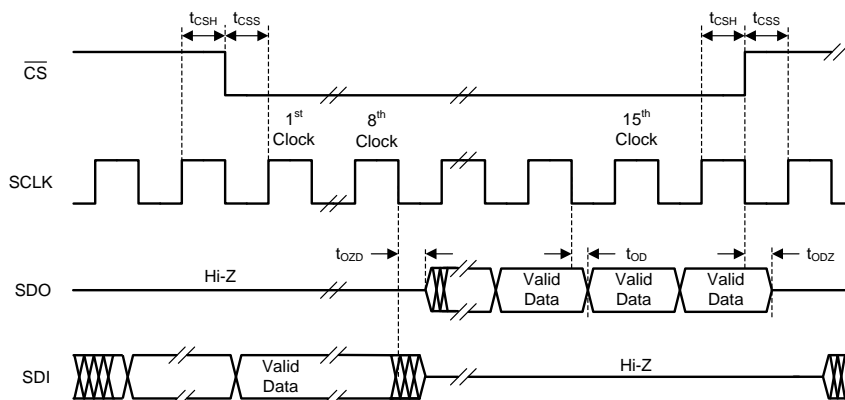 tCSH tCSS tCSH tCSS
CS
1st Clock 8th Clock 15th Clock
SCLK
tOZD tOD tODZ
SDO Hi-Z Valid Data Valid Data Valid Data
SDI Valid Data Hi-Z